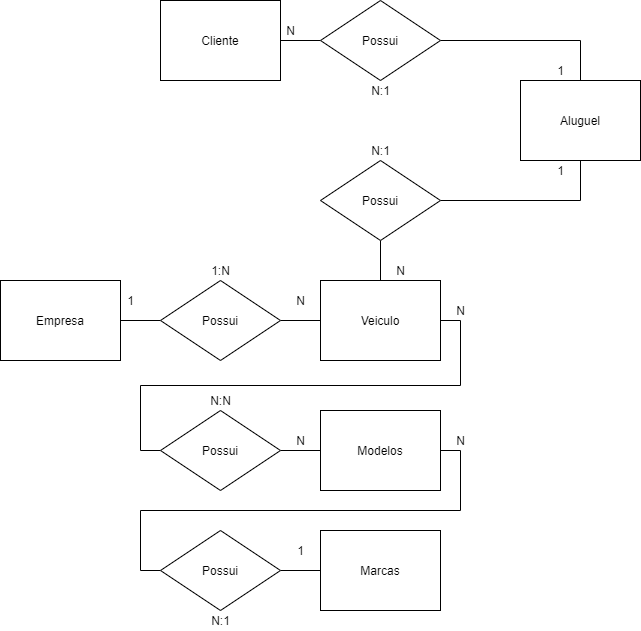 Cliente
N
Possui
N:1
1
Aluguel
1
N:1
Possui
N
Empresa
1
1:N
Possui
N
Veiculo
N
N:N
Possui
N
Modelos
N
Possui
N:1
1
Marcas